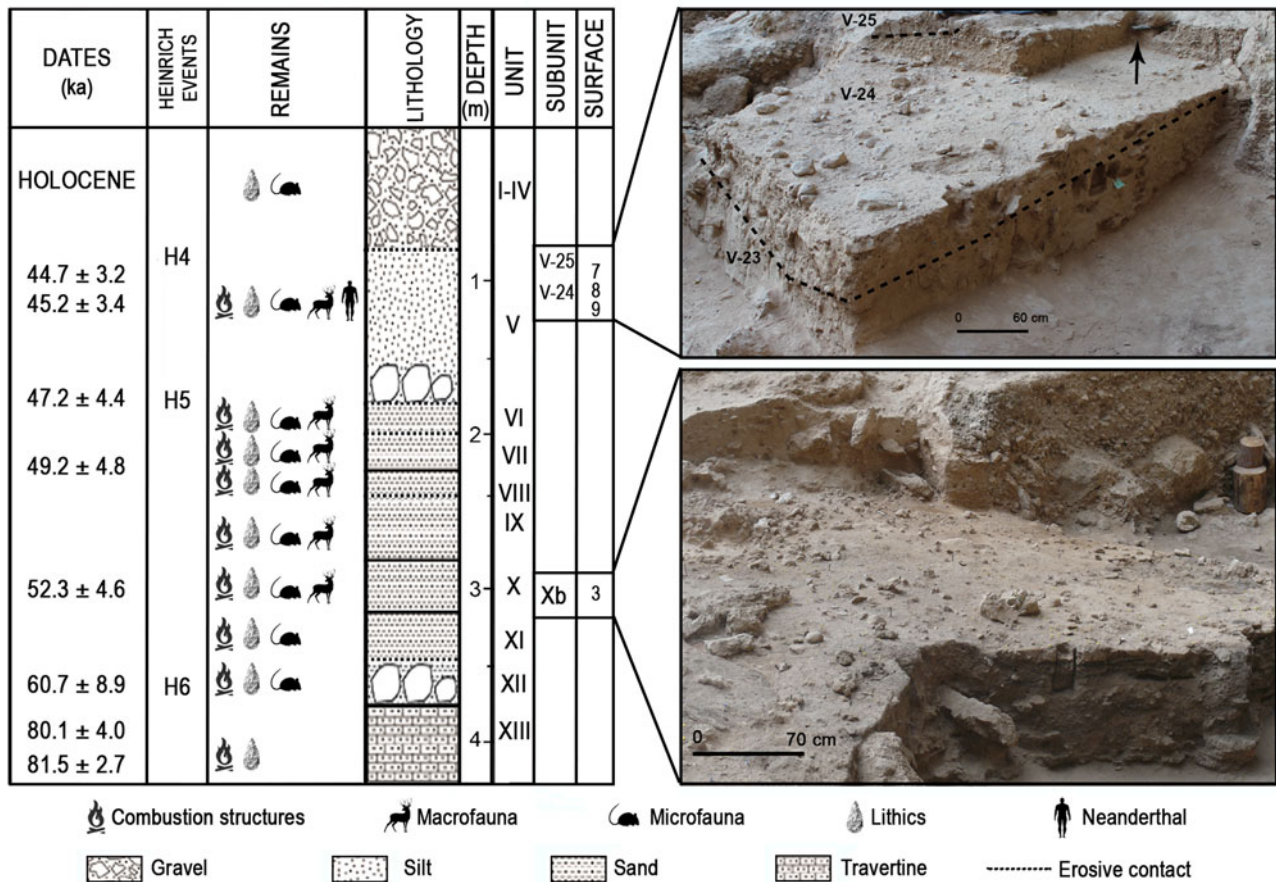 DATES
(ka)
HEINRICH
EVENTS
REMAINS
LITHOLOGY
(m) DEPTH
UNIT
SUBUNIT
SURFACE
HOLOCENE
I-IV
H4
44.7 ± 3.2
45.2 ± 3.4
1
V-25
V-24
7
8
9
V
47.2 ± 4.4
H5
VI
2
49.2 ± 4.8
VII
VIII
IX
52.3 ± 4.6
3
X
Xb
3
XI
60.7 ± 8.9
H6
XII
80.1 ± 4.0
81.5 ± 2.7
4
XIII
V-25
V-24
V-23
0 60 cm
0 70 cm
Combustion structures Macrofauna Microfauna Lithics Neanderthal
Gravel Silt Sand Travertine Erosive contact